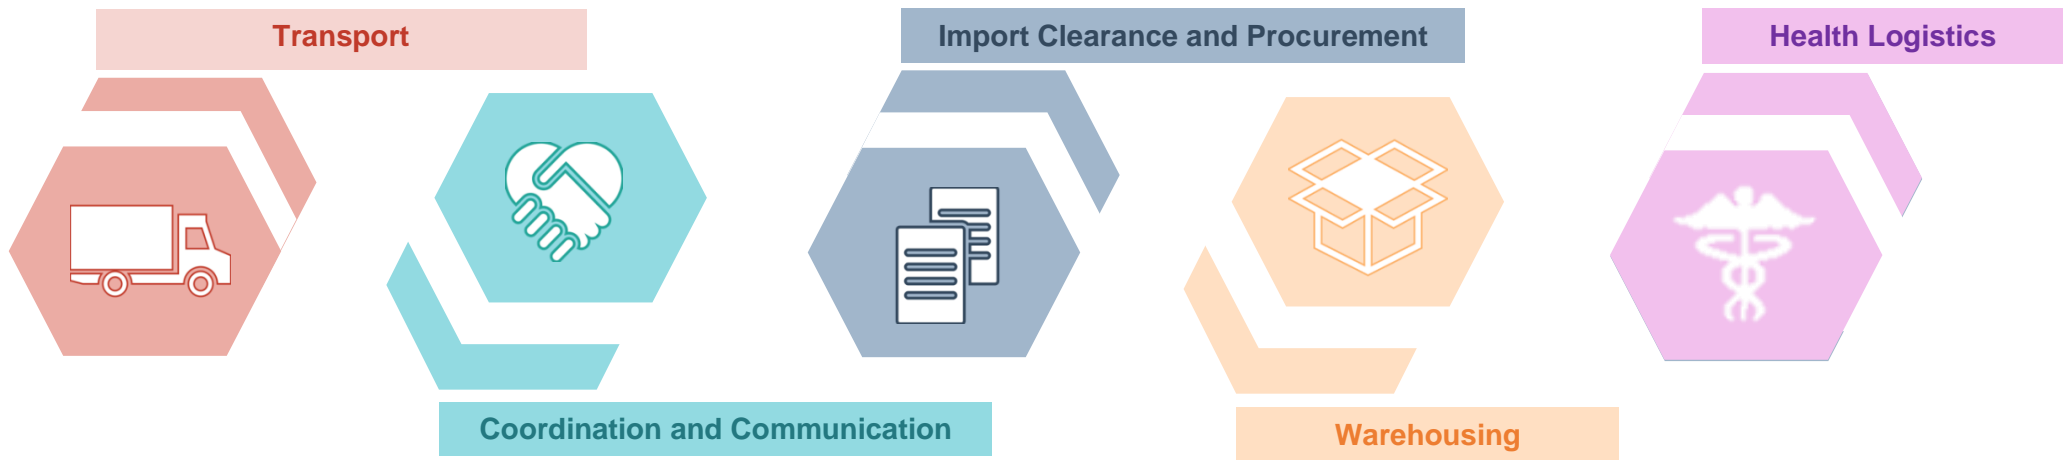 Transport
Coordination and Communication
Import Clearance and Procurement
Warehousing
Health Logistics